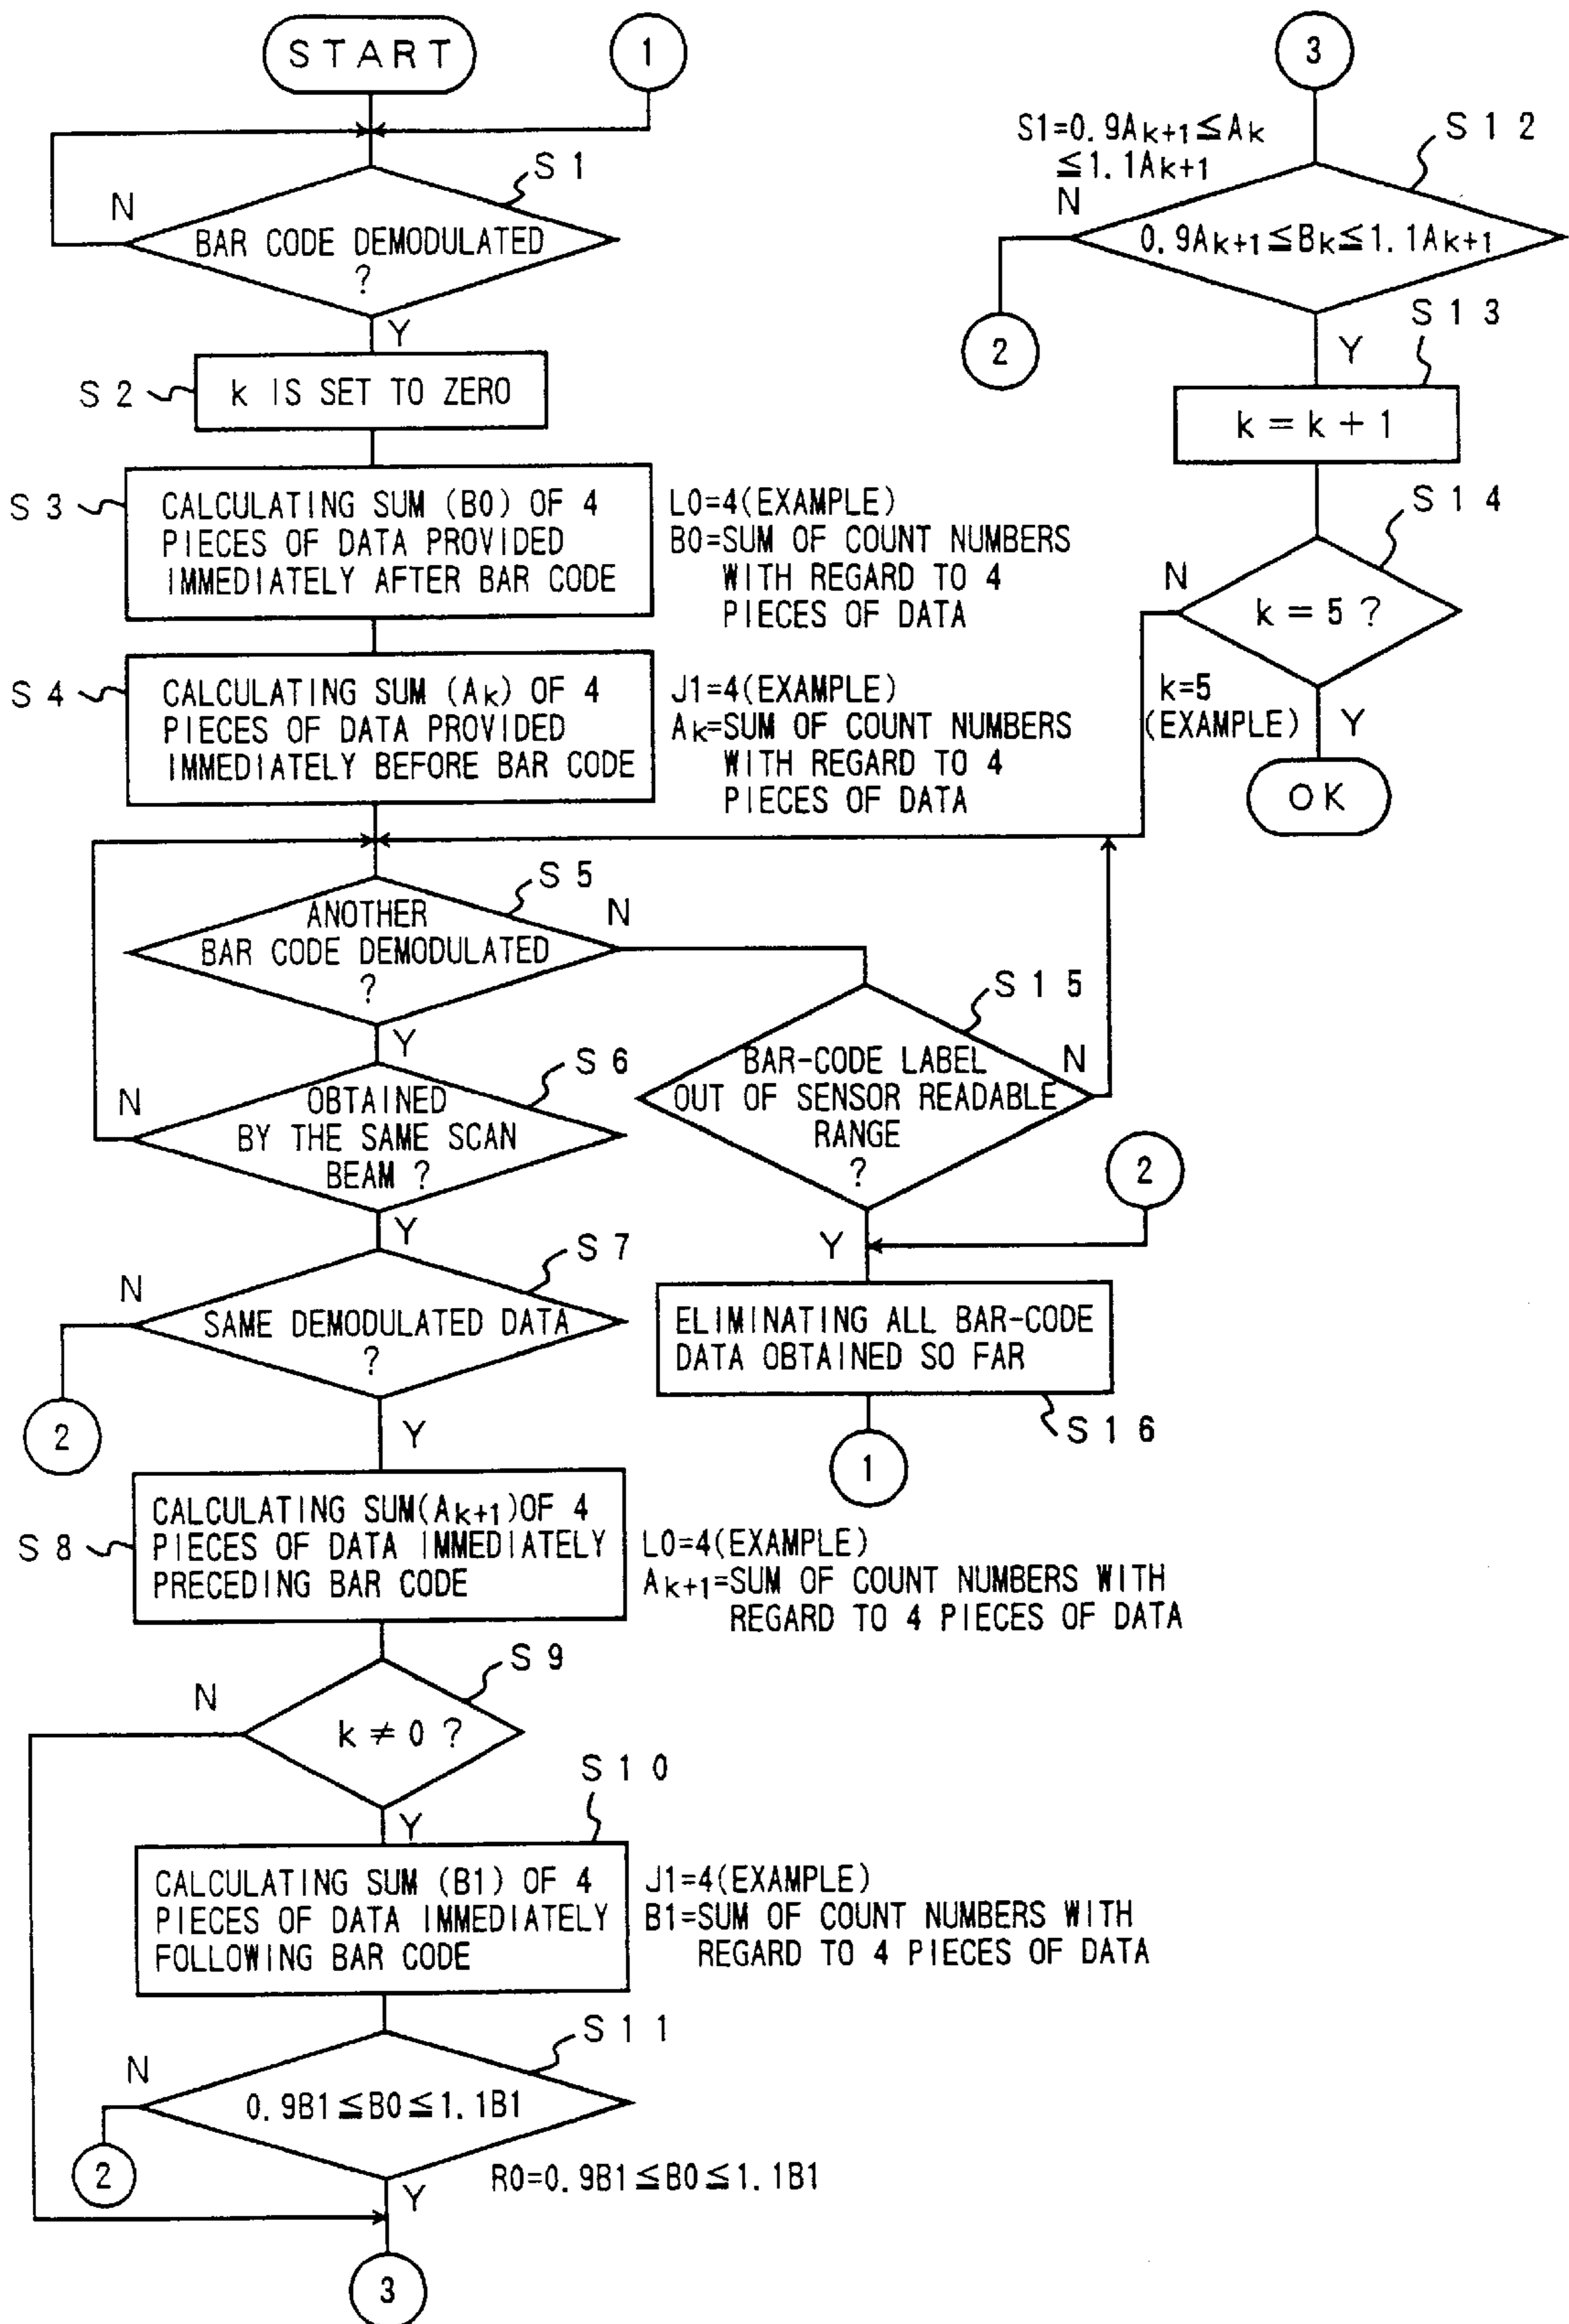 START
1
S1
N
BAR CODE DEMODULATED
?
Y
S2
k IS SET TO ZERO
S3
CALCULATING SUM (B0) OF 4
PIECES OF DATA PROVIDED
IMMEDIATELY AFTER BAR CODE
L0=4(EXAMPLE)
B0=SUM OF COUNT NUMBERS
WITH REGARD TO 4
PIECES OF DATA
S4
CALCULATING SUM (Ak) OF 4
PIECES OF DATA PROVIDED
IMMEDIATELY BEFORE BAR CODE
J1=4(EXAMPLE)
Ak=SUM OF COUNT NUMBERS
WITH REGARD TO 4
PIECES OF DATA
S5
N
ANOTHER
BAR CODE DEMODULATED
?
Y
S6
N
OBTAINED
BY THE SAME SCAN
BEAM ?
Y
S7
N
SAME DEMODULATED DATA
?
2
Y
S8
CALCULATING SUM(Ak+1)OF 4
PIECES OF DATA IMMEDIATELY
PRECEDING BAR CODE
L0=4(EXAMPLE)
Ak+1=SUM OF COUNT NUMBERS WITH
REGARD TO 4 PIECES OF DATA
S9
N
k ≠ 0 ?
Y
S10
CALCULATING SUM (B1) OF 4
PIECES OF DATA IMMEDIATELY
FOLLOWING BAR CODE
J1=4(EXAMPLE)
B1=SUM OF COUNT NUMBERS WITH
REGARD TO 4 PIECES OF DATA
S11
N
0.9B1≦B0≦1.1B1
2
R0=0.9B1≦B0≦1.1B1
Y
3
S15
BAR-CODE LABEL
OUT OF SENSOR READABLE
RANGE
?
N
2
Y
ELIMINATING ALL BAR-CODE
DATA OBTAINED SO FAR
S16
1
3
S1=0.9Ak+1≦Ak
≦1.1Ak+1
S12
N
0.9Ak+1≦Bk≦1.1Ak+1
2
Y
S13
k = k + 1
S14
N
k = 5 ?
k=5
(EXAMPLE)
Y
OK